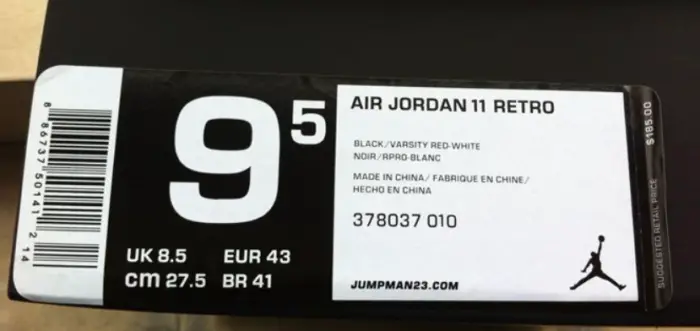 8 86737 50141 2 14
9 5
UK 8.5 EUR 43
cm 27.5 BR 41
AIR JORDAN 11 RETRO
BLACK/VARSITY RED-WHITE
NOIR/RPRO-BLANC
MADE IN CHINA/ FABRIQUE EN CHINE/
HECHO EN CHINA
378037 010
JUMPMAN23.COM
SUGGESTED RETAIL PRICE $185.00